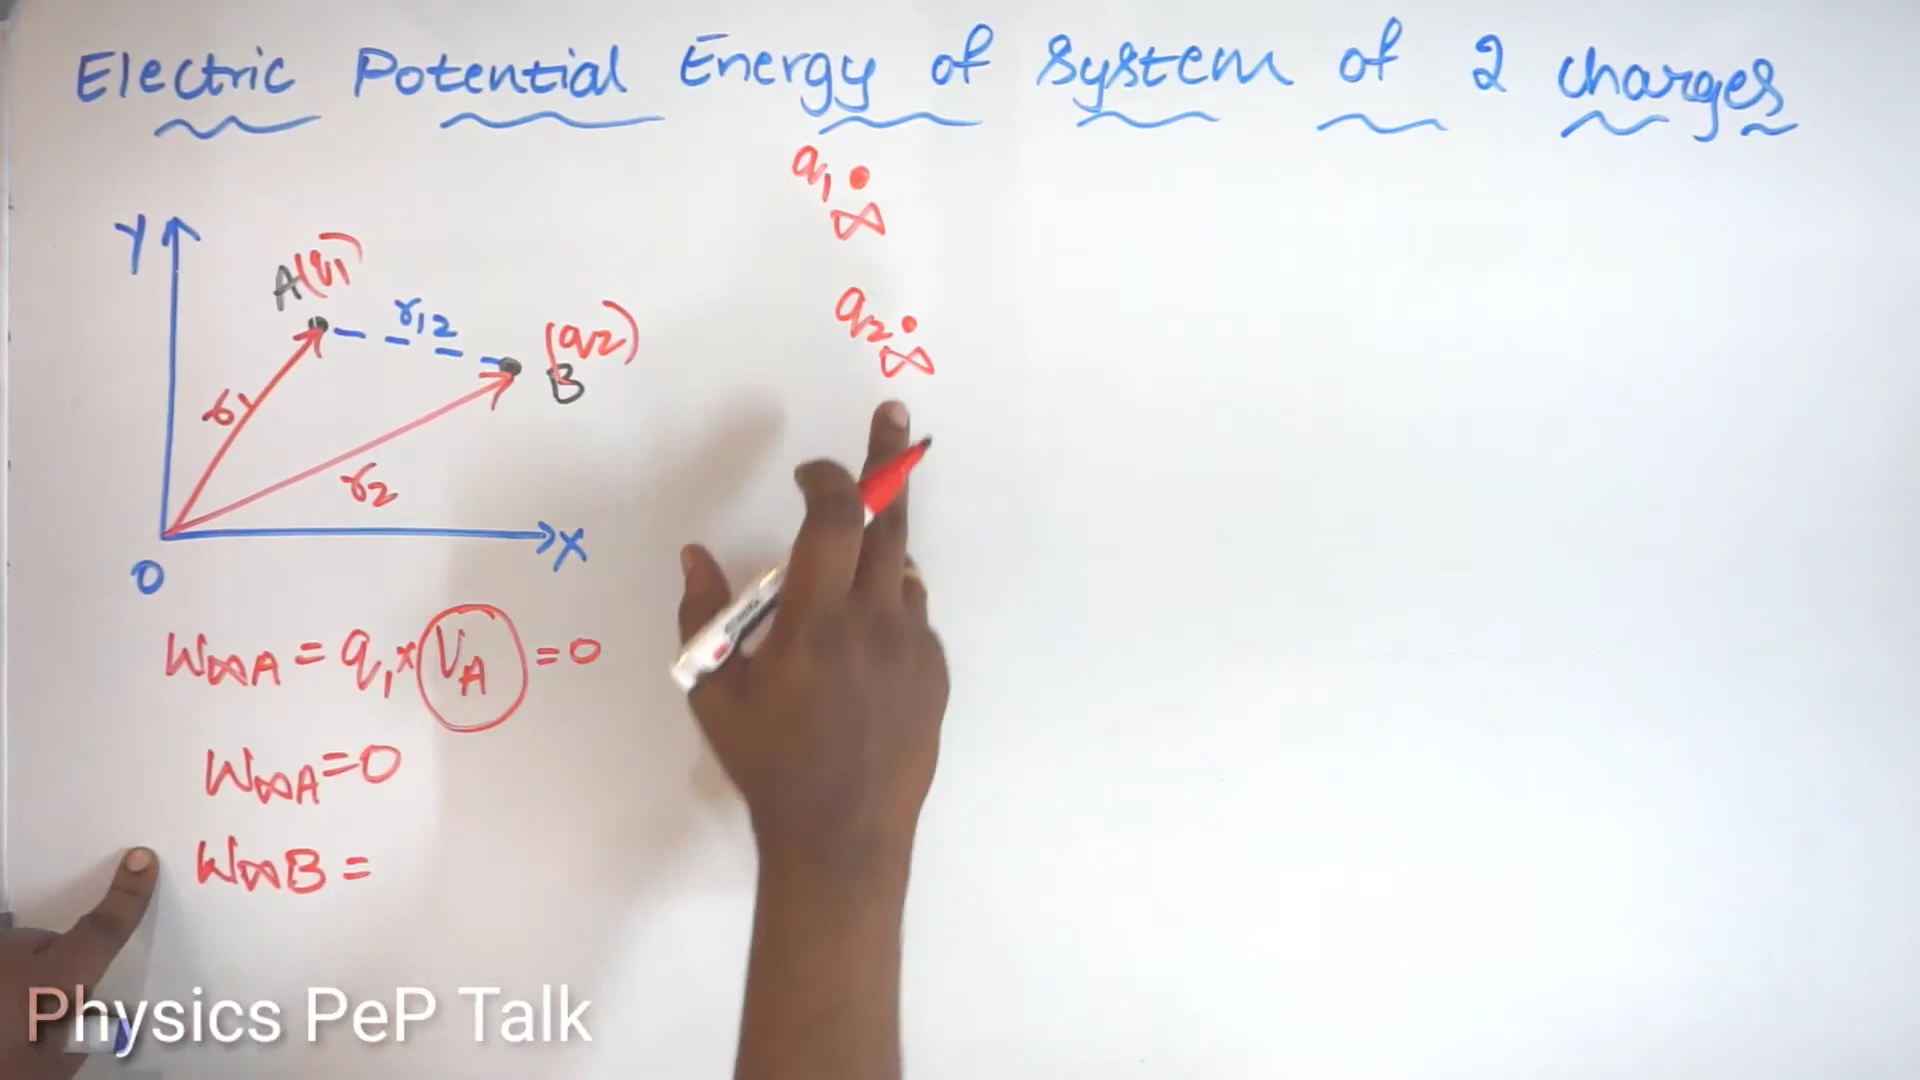 Electric Potential Energy of System of 2 charges
q₁
∞
Y
A(q₁)
r₁₂
q₂
∞
(q₂)
B
r₁
r₂
X
O
W∞A = q₁ × V_A = 0
W∞A = 0
W∞B =
Physics PeP Talk